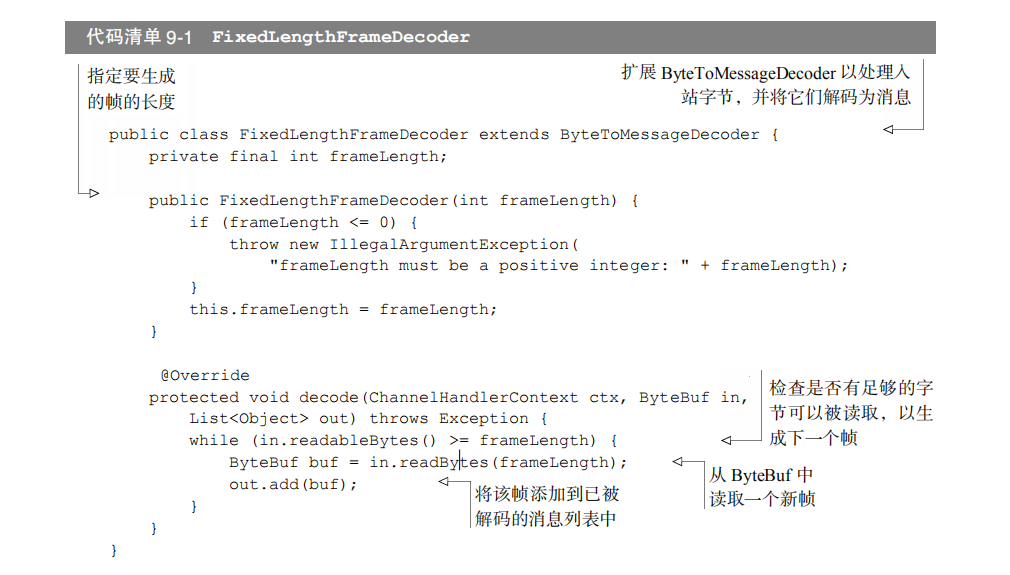 代码清单 9-1 FixedLengthFrameDecoder
指定要生成
的帧的长度
扩展 ByteToMessageDecoder 以处理入
站字节，并将它们解码为消息
public class FixedLengthFrameDecoder extends ByteToMessageDecoder {
private final int frameLength;
public FixedLengthFrameDecoder(int frameLength) {
if (frameLength <= 0) {
throw new IllegalArgumentException(
"frameLength must be a positive integer: " + frameLength);
}
this.frameLength = frameLength;
}
@Override
protected void decode(ChannelHandlerContext ctx, ByteBuf in,
List<Object> out) throws Exception {
while (in.readableBytes() >= frameLength) {
ByteBuf buf = in.readBytes(frameLength);
out.add(buf);
}
}
}
检查是否有足够的字
节可以被读取，以生
成下一个帧
从 ByteBuf 中
读取一个新帧
将该帧添加到已被
解码的消息列表中